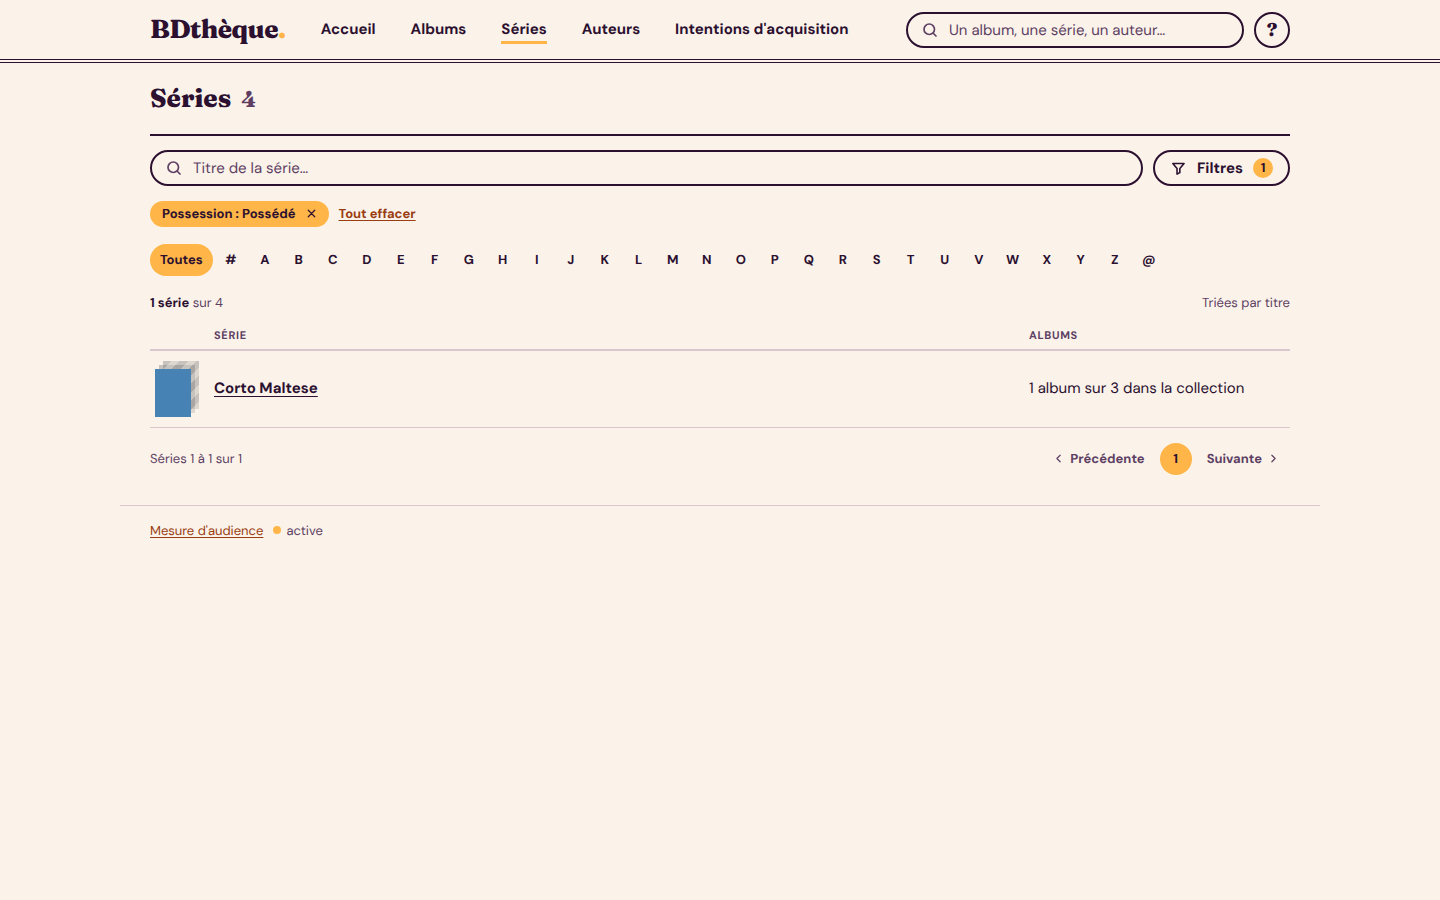 BDthèque.
Accueil
Albums
Séries
Auteurs
Intentions d'acquisition
Un album, une série, un auteur...
?
Séries 4
Titre de la série...
Filtres 1
Possession : Possédé ×
Tout effacer
Toutes # A B C D E F G H I J K L M N O P Q R S T U V W X Y Z @
1 série sur 4
Triées par titre
SÉRIE
ALBUMS
Corto Maltese
1 album sur 3 dans la collection
Séries 1 à 1 sur 1
Précédente
1
Suivante
Mesure d'audience
active